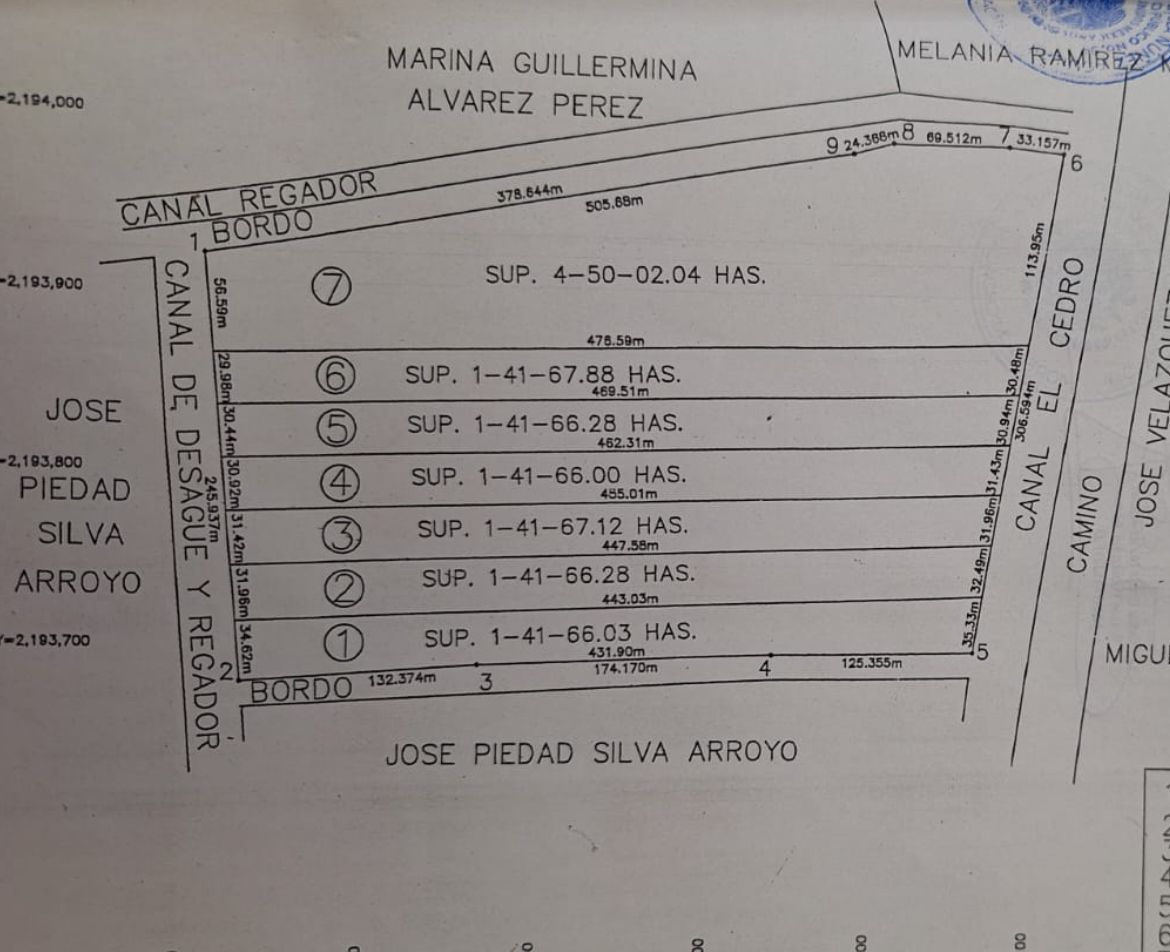 MARINA GUILLERMINA
ALVAREZ PEREZ
MELANIA RAMIREZ
=2,194,000
9 24.366m 8 69.512m 7 33.157m
6
CANAL REGADOR
378.644m
505.68m
1 BORDO
113.95m
=2,193,900
56.59m
7 SUP. 4-50-02.04 HAS.
CANAL EL CEDRO
476.59m
29.98m
6 SUP. 1-41-67.88 HAS.
30.48m
469.51m
306.594m
JOSE
30.44m
5 SUP. 1-41-66.28 HAS.
30.94m
462.31m
=2,193,800
30.92m
4 SUP. 1-41-66.00 HAS.
31.43m
455.01m
PIEDAD
245.937m
CANAL DE DESAGUE Y REGADOR
CAMINO
JOSE
SILVA
31.42m
3 SUP. 1-41-67.12 HAS.
31.96m
447.58m
ARROYO
31.96m
2 SUP. 1-41-66.28 HAS.
32.49m
443.03m
Y=2,193,700
34.62m
1 SUP. 1-41-66.03 HAS.
35.33m
431.90m
2
132.374m 3 174.170m 4 125.355m 5
BORDO
JOSE PIEDAD SILVA ARROYO